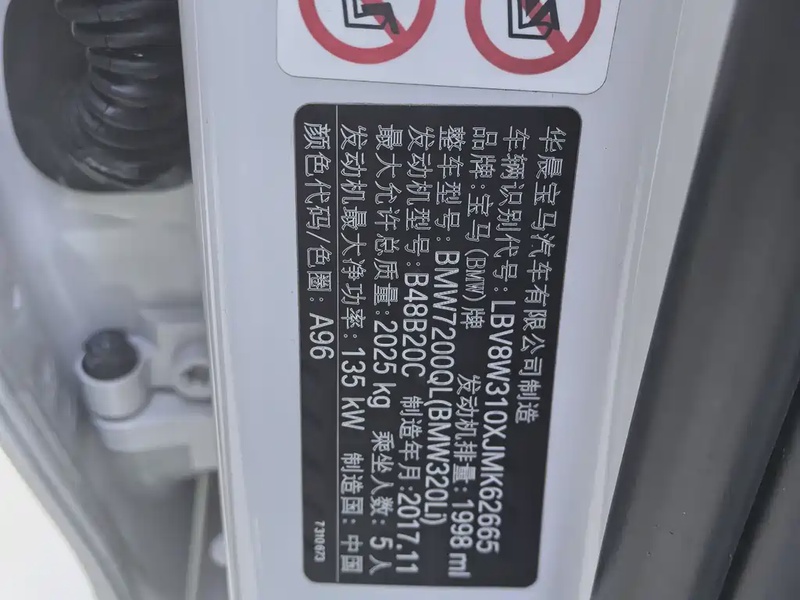 华晨宝马汽车有限公司制造
车辆识别代号:LBV8W310XJMK62665
品牌:宝马(BMW)牌 发动机排量:1998 ml
整车型号:BMW7200QL(BMW320Li)
发动机型号:B48B20C 制造年月:2017.11
最大允许总质量:2025 kg 乘坐人数:5人
发动机最大净功率:135 kW 制造国:中国
颜色代码/色圈:A96
7310673